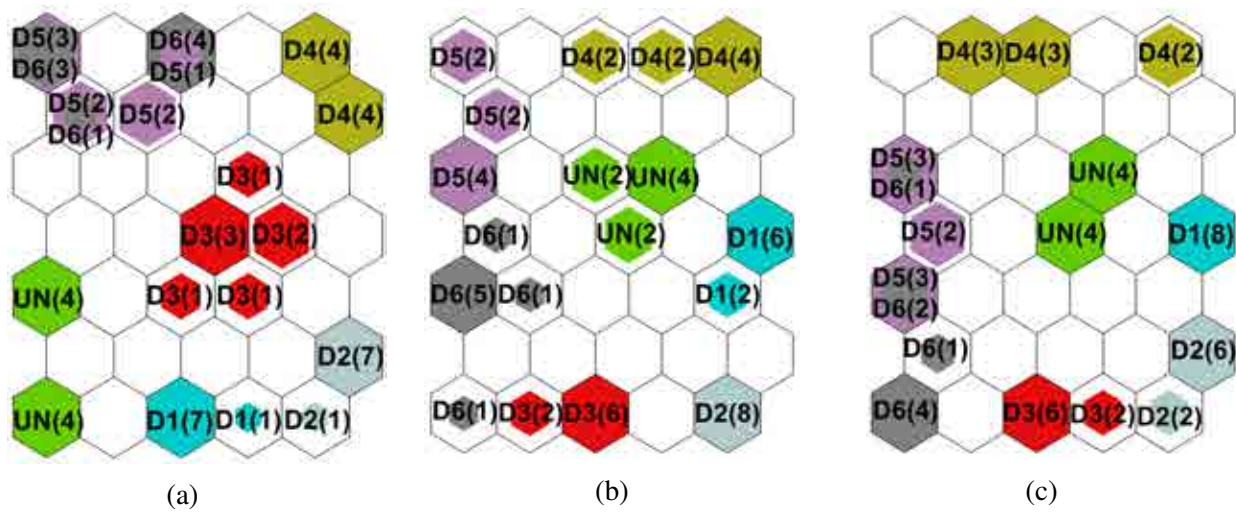 D5(3) D6(4) D4(4)
D6(3) D5(1)
D5(2) D5(2) D4(4)
D6(1)
D3(1)
D3(3) D3(2)
UN(4) D3(1) D3(1)
D2(7)
UN(4) D1(7) D1(1) D2(1)
(a)
D5(2) D4(2) D4(2) D4(4)
D5(2)
D5(4) UN(2) UN(4)
D6(1) UN(2) D1(6)
D6(5) D6(1) D1(2)
D6(1) D3(2) D3(6) D2(8)
(b)
D4(3) D4(3) D4(2)
D5(3) UN(4)
D6(1)
D5(2) UN(4) D1(8)
D5(3)
D6(2)
D6(1) D2(6)
D6(4) D3(6) D3(2) D2(2)
(c)